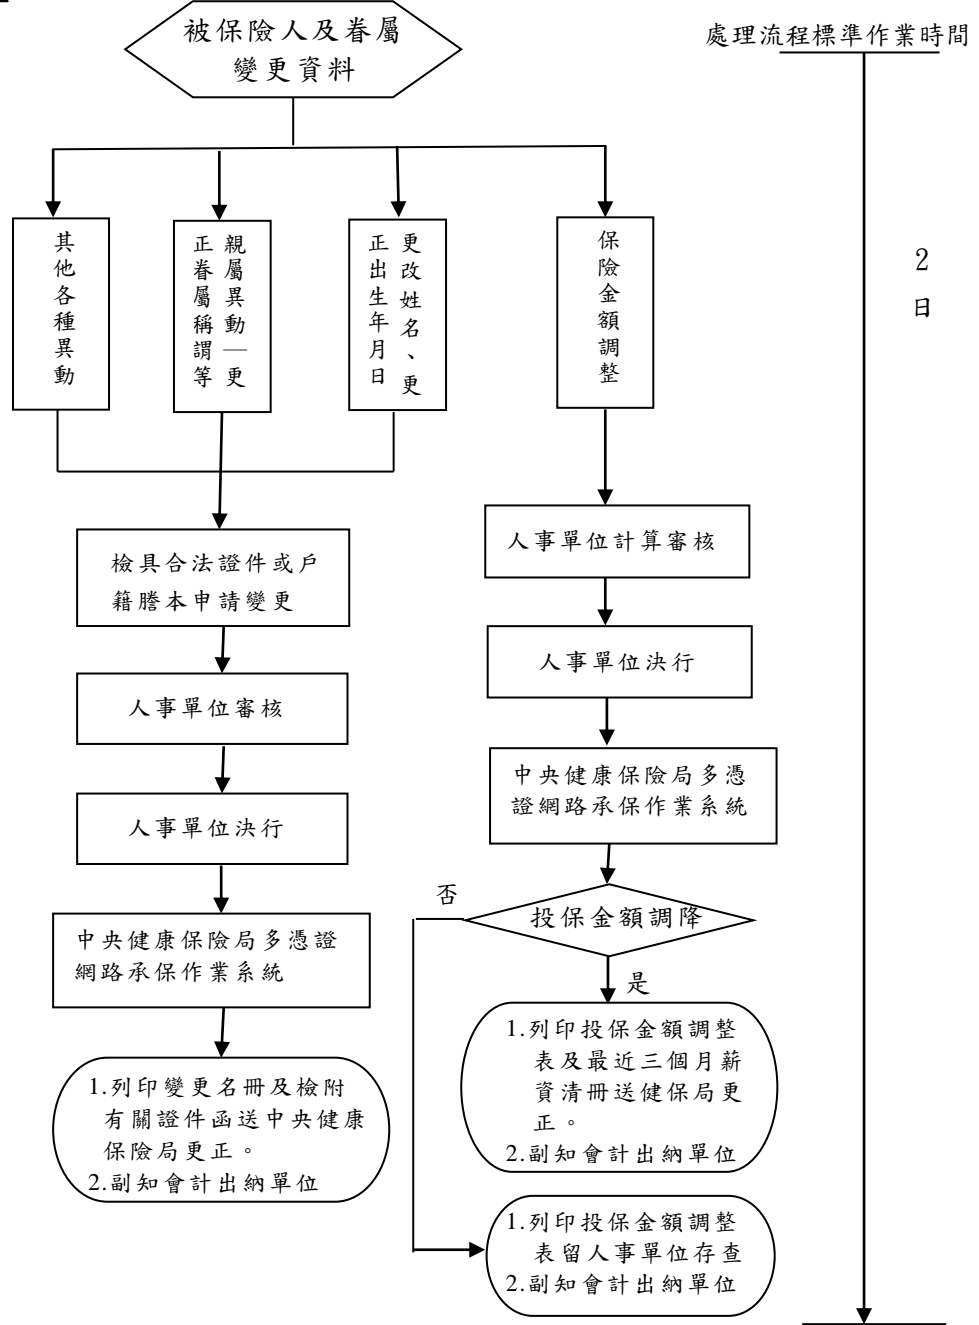 被保險人及眷屬
變更資料
處理流程標準作業時間
2
日
其他各種異動
親屬異動—更
正眷屬稱謂等
更改姓名、更
正出生年月日
保險金額調整
檢具合法證件或戶
籍謄本申請變更
人事單位審核
人事單位決行
中央健康保險局多憑證
網路承保作業系統
1.列印變更名冊及檢附
有關證件函送中央健康
保險局更正。
2.副知會計出納單位
人事單位計算審核
人事單位決行
中央健康保險局多憑
證網路承保作業系統
否
投保金額調降
是
1.列印投保金額調整
表及最近三個月薪
資清冊送健保局更
正。
2.副知會計出納單位
1.列印投保金額調整
表留人事單位存查
2.副知會計出納單位